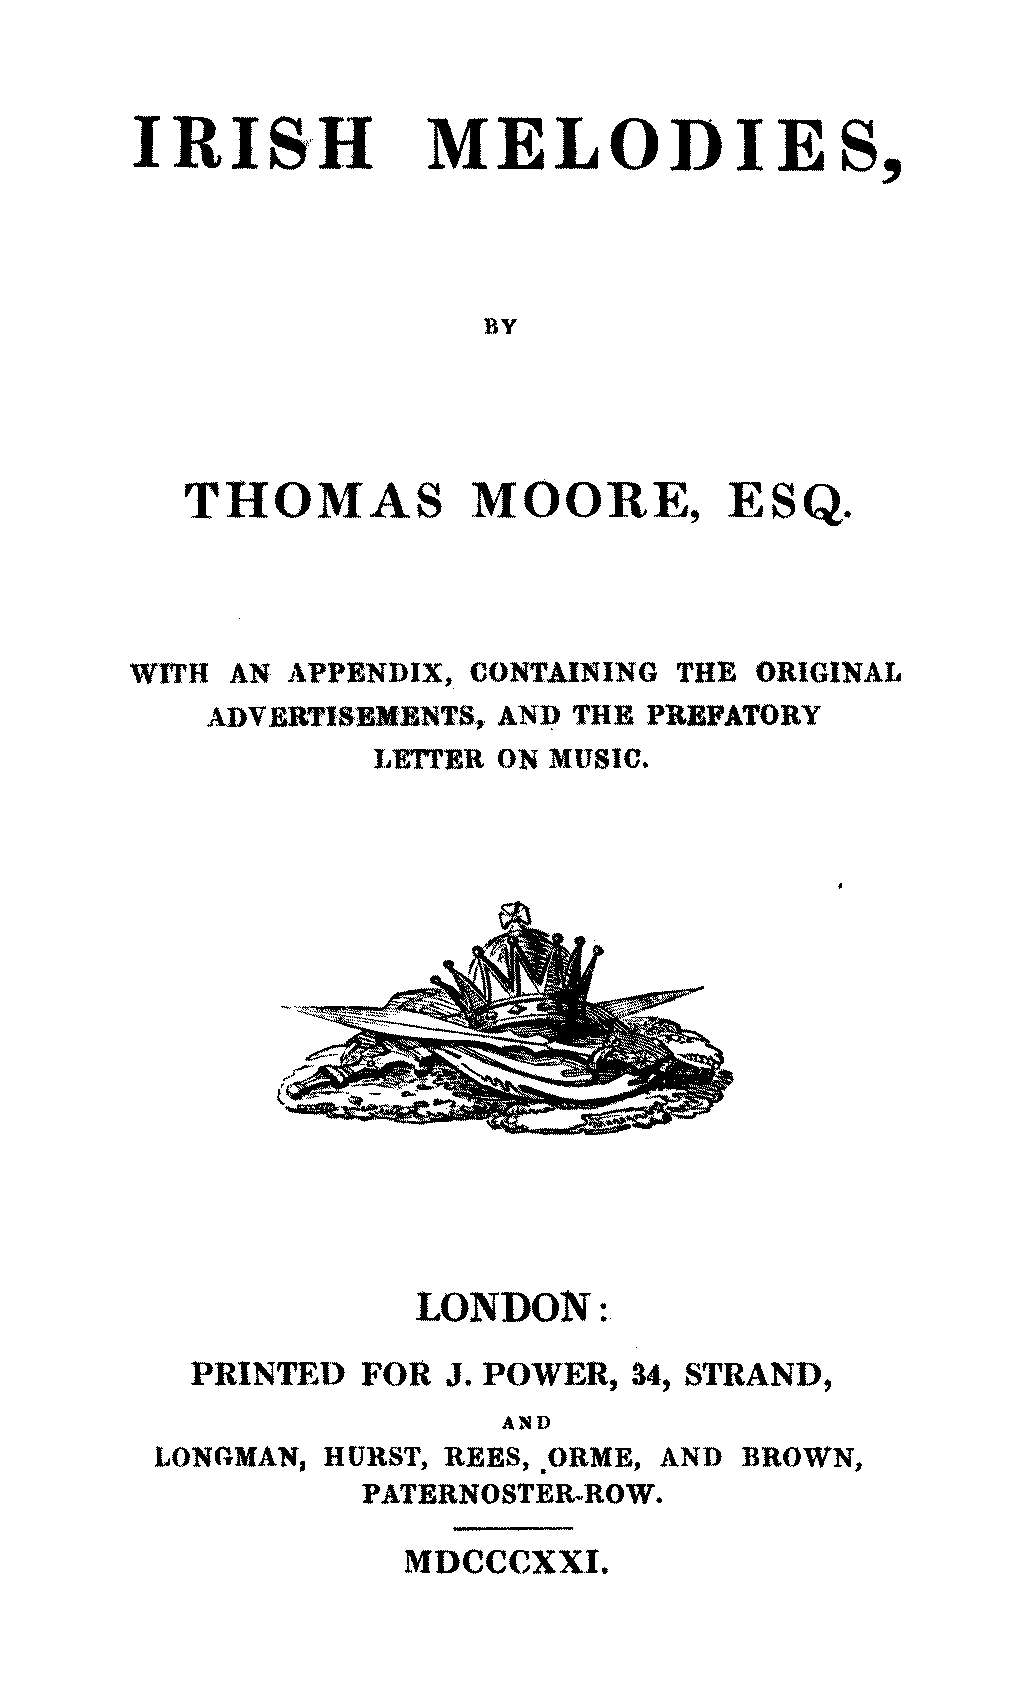 IRISH MELODIES,
BY
THOMAS MOORE, ESQ.
WITH AN APPENDIX, CONTAINING THE ORIGINAL
ADVERTISEMENTS, AND THE PREFATORY
LETTER ON MUSIC.
LONDON:
PRINTED FOR J. POWER, 34, STRAND,
AND
LONGMAN, HURST, REES, ORME, AND BROWN,
PATERNOSTER-ROW.
MDCCCXXI.